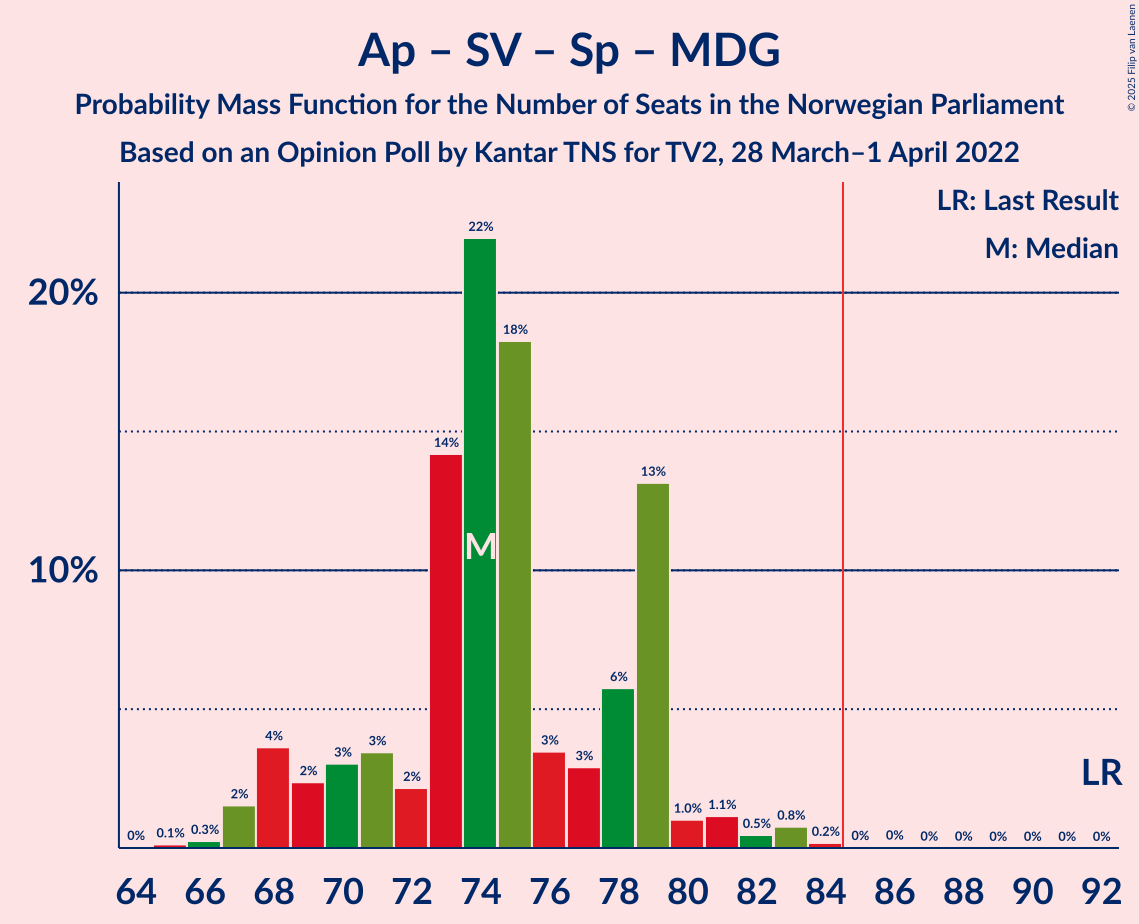 Ap – SV – Sp – MDG
Probability Mass Function for the Number of Seats in the Norwegian Parliament
Based on an Opinion Poll by Kantar TNS for TV2, 28 March–1 April 2022
© 2025 Filip van Laenen
LR: Last Result
M: Median
20%
10%
0% 0.1% 0.3% 2% 4% 2% 3% 3% 2% 14% 22% 18% 3% 3% 6% 13% 1.0% 1.1% 0.5% 0.8% 0.2% 0% 0% 0% 0% 0% 0% 0% 0%
M
LR
64 66 68 70 72 74 76 78 80 82 84 86 88 90 92